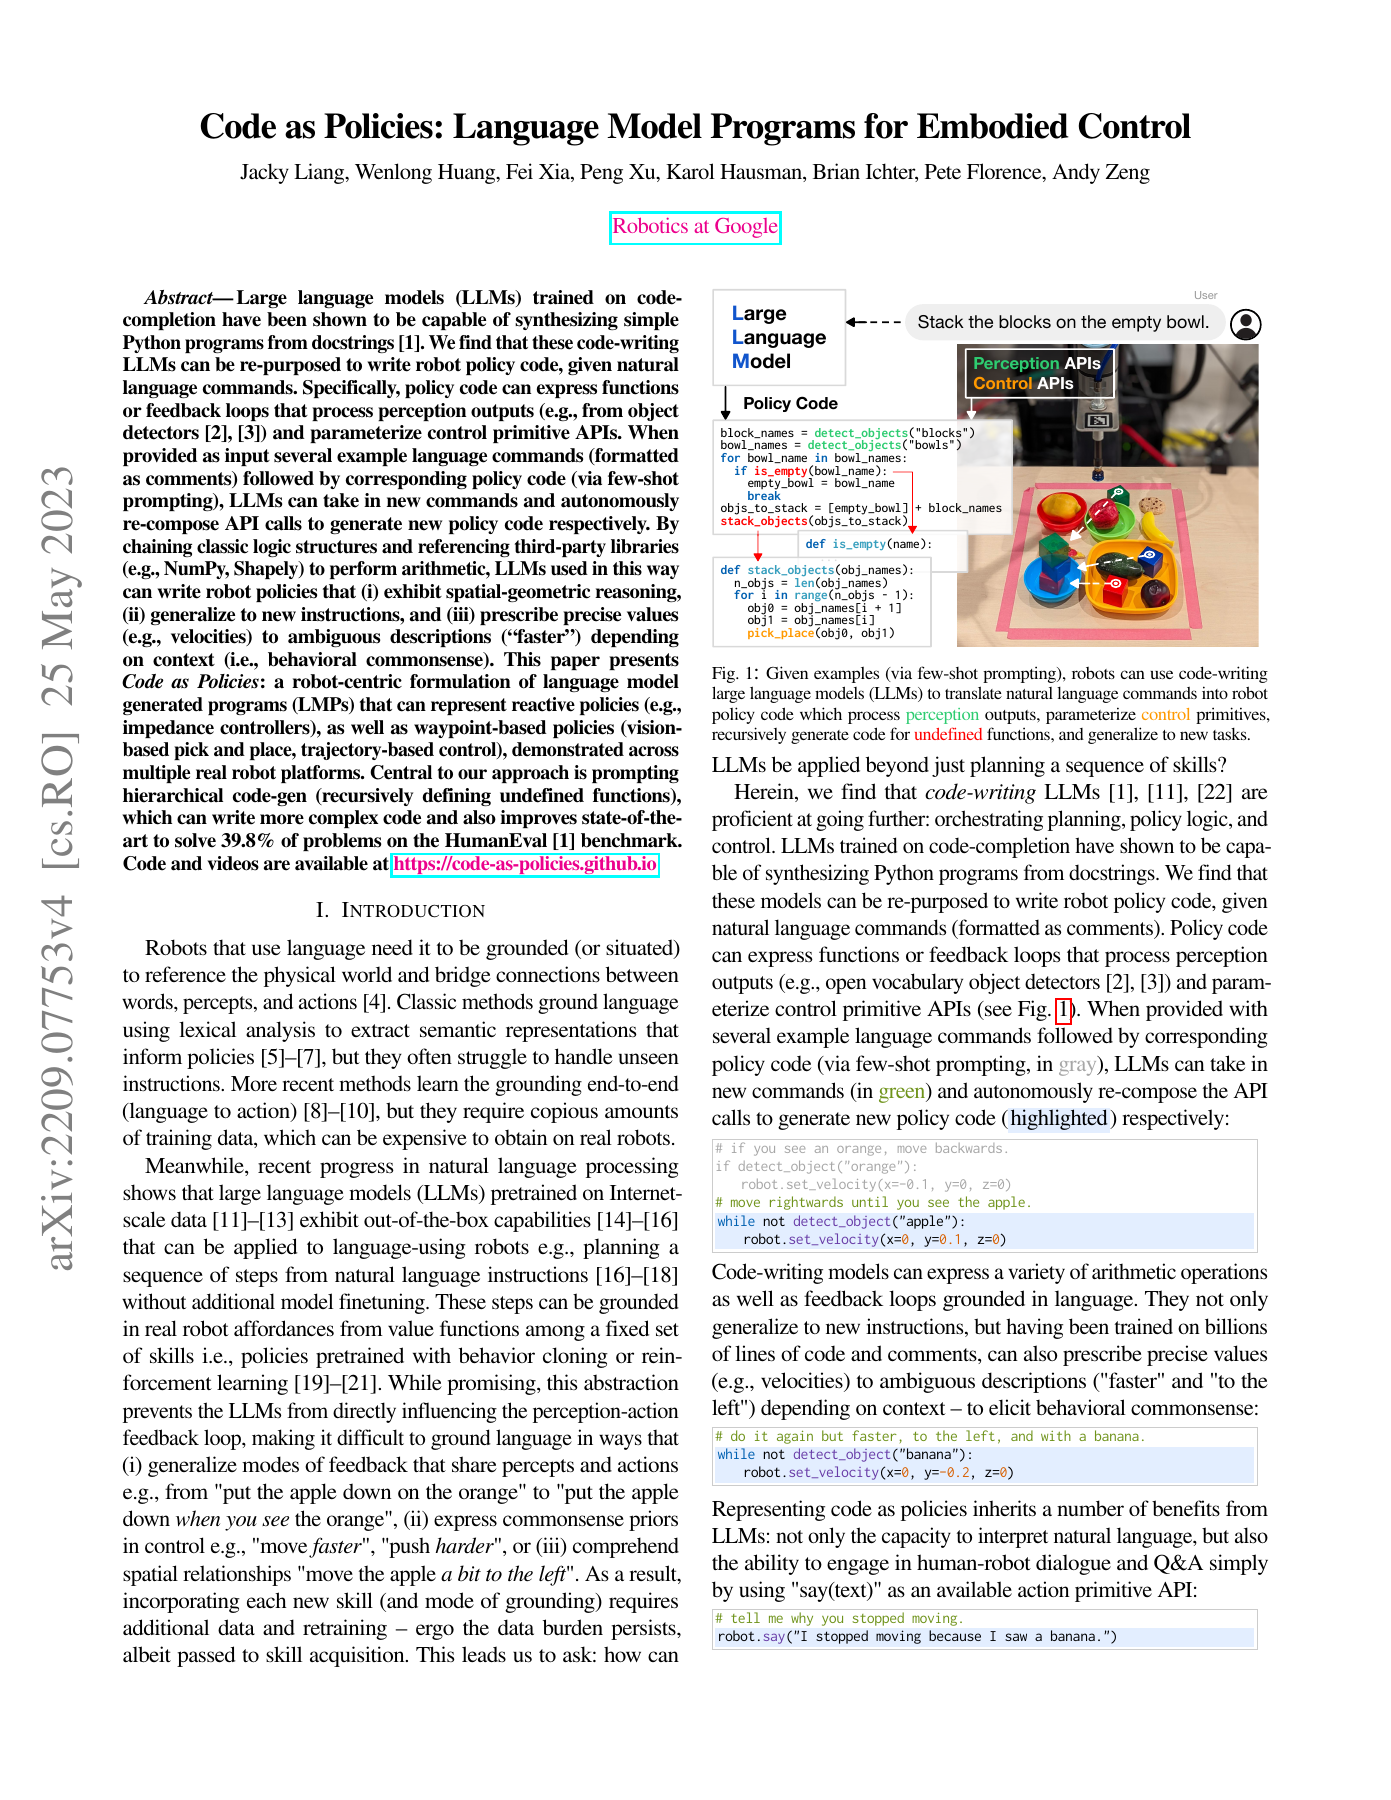 Code as Policies: Language Model Programs for Embodied Control
Jacky Liang, Wenlong Huang, Fei Xia, Peng Xu, Karol Hausman, Brian Ichter, Pete Florence, Andy Zeng
Robotics at Google
arXiv:2209.07753v4 [cs.RO] 25 May 2023
Abstract—Large language models (LLMs) trained on code-
completion have been shown to be capable of synthesizing simple
Python programs from docstrings [1]. We find that these code-writing
LLMs can be re-purposed to write robot policy code, given natural
language commands. Specifically, policy code can express functions
or feedback loops that process perception outputs (e.g., from object
detectors [2], [3]) and parameterize control primitive APIs. When
provided as input several example language commands (formatted
as comments) followed by corresponding policy code (via few-shot
prompting), LLMs can take in new commands and autonomously
re-compose API calls to generate new policy code respectively. By
chaining classic logic structures and referencing third-party libraries
(e.g., NumPy, Shapely) to perform arithmetic, LLMs used in this way
can write robot policies that (i) exhibit spatial-geometric reasoning,
(ii) generalize to new instructions, and (iii) prescribe precise values
(e.g., velocities) to ambiguous descriptions (“faster”) depending
on context (i.e., behavioral commonsense). This paper presents
Code as Policies: a robot-centric formulation of language model
generated programs (LMPs) that can represent reactive policies (e.g.,
impedance controllers), as well as waypoint-based policies (vision-
based pick and place, trajectory-based control), demonstrated across
multiple real robot platforms. Central to our approach is prompting
hierarchical code-gen (recursively defining undefined functions),
which can write more complex code and also improves state-of-the-
art to solve 39.8% of problems on the HumanEval [1] benchmark.
Code and videos are available at https://code-as-policies.github.io
I. INTRODUCTION
Robots that use language need it to be grounded (or situated)
to reference the physical world and bridge connections between
words, percepts, and actions [4]. Classic methods ground language
using lexical analysis to extract semantic representations that
inform policies [5]–[7], but they often struggle to handle unseen
instructions. More recent methods learn the grounding end-to-end
(language to action) [8]–[10], but they require copious amounts
of training data, which can be expensive to obtain on real robots.
Meanwhile, recent progress in natural language processing
shows that large language models (LLMs) pretrained on Internet-
scale data [11]–[13] exhibit out-of-the-box capabilities [14]–[16]
that can be applied to language-using robots e.g., planning a
sequence of steps from natural language instructions [16]–[18]
without additional model finetuning. These steps can be grounded
in real robot affordances from value functions among a fixed set
of skills i.e., policies pretrained with behavior cloning or rein-
forcement learning [19]–[21]. While promising, this abstraction
prevents the LLMs from directly influencing the perception-action
feedback loop, making it difficult to ground language in ways that
(i) generalize modes of feedback that share percepts and actions
e.g., from "put the apple down on the orange" to "put the apple
down when you see the orange", (ii) express commonsense priors
in control e.g., "move faster", "push harder", or (iii) comprehend
spatial relationships "move the apple a bit to the left". As a result,
incorporating each new skill (and mode of grounding) requires
additional data and retraining – ergo the data burden persists,
albeit passed to skill acquisition. This leads us to ask: how can
User
Stack the blocks on the empty bowl.
Large
Language
Model
Perception APIs
Control APIs
Policy Code
block_names = detect_objects("blocks")
bowl_names = detect_objects("bowls")
for bowl_name in bowl_names:
if is_empty(bowl_name):
empty_bowl = bowl_name
break
objs_to_stack = [empty_bowl] + block_names
stack_objects(objs_to_stack)
def is_empty(name):
def stack_objects(obj_names):
n_objs = len(obj_names)
for i in range(n_objs - 1):
obj0 = obj_names[i + 1]
obj1 = obj_names[i]
pick_place(obj0, obj1)
Fig. 1: Given examples (via few-shot prompting), robots can use code-writing
large language models (LLMs) to translate natural language commands into robot
policy code which process perception outputs, parameterize control primitives,
recursively generate code for undefined functions, and generalize to new tasks.
LLMs be applied beyond just planning a sequence of skills?
Herein, we find that code-writing LLMs [1], [11], [22] are
proficient at going further: orchestrating planning, policy logic, and
control. LLMs trained on code-completion have shown to be capa-
ble of synthesizing Python programs from docstrings. We find that
these models can be re-purposed to write robot policy code, given
natural language commands (formatted as comments). Policy code
can express functions or feedback loops that process perception
outputs (e.g., open vocabulary object detectors [2], [3]) and param-
eterize control primitive APIs (see Fig. 1). When provided with
several example language commands followed by corresponding
policy code (via few-shot prompting, in gray), LLMs can take in
new commands (in green) and autonomously re-compose the API
calls to generate new policy code (highlighted) respectively:
# if you see an orange, move backwards.
if detect_object("orange"):
robot.set_velocity(x=−0.1, y=0, z=0)
# move rightwards until you see the apple.
while not detect_object("apple"):
robot.set_velocity(x=0, y=0.1, z=0)
Code-writing models can express a variety of arithmetic operations
as well as feedback loops grounded in language. They not only
generalize to new instructions, but having been trained on billions
of lines of code and comments, can also prescribe precise values
(e.g., velocities) to ambiguous descriptions ("faster" and "to the
left") depending on context – to elicit behavioral commonsense:
# do it again but faster, to the left, and with a banana.
while not detect_object("banana"):
robot.set_velocity(x=0, y=−0.2, z=0)
Representing code as policies inherits a number of benefits from
LLMs: not only the capacity to interpret natural language, but also
the ability to engage in human-robot dialogue and Q&A simply
by using "say(text)" as an available action primitive API:
# tell me why you stopped moving.
robot.say("I stopped moving because I saw a banana.")